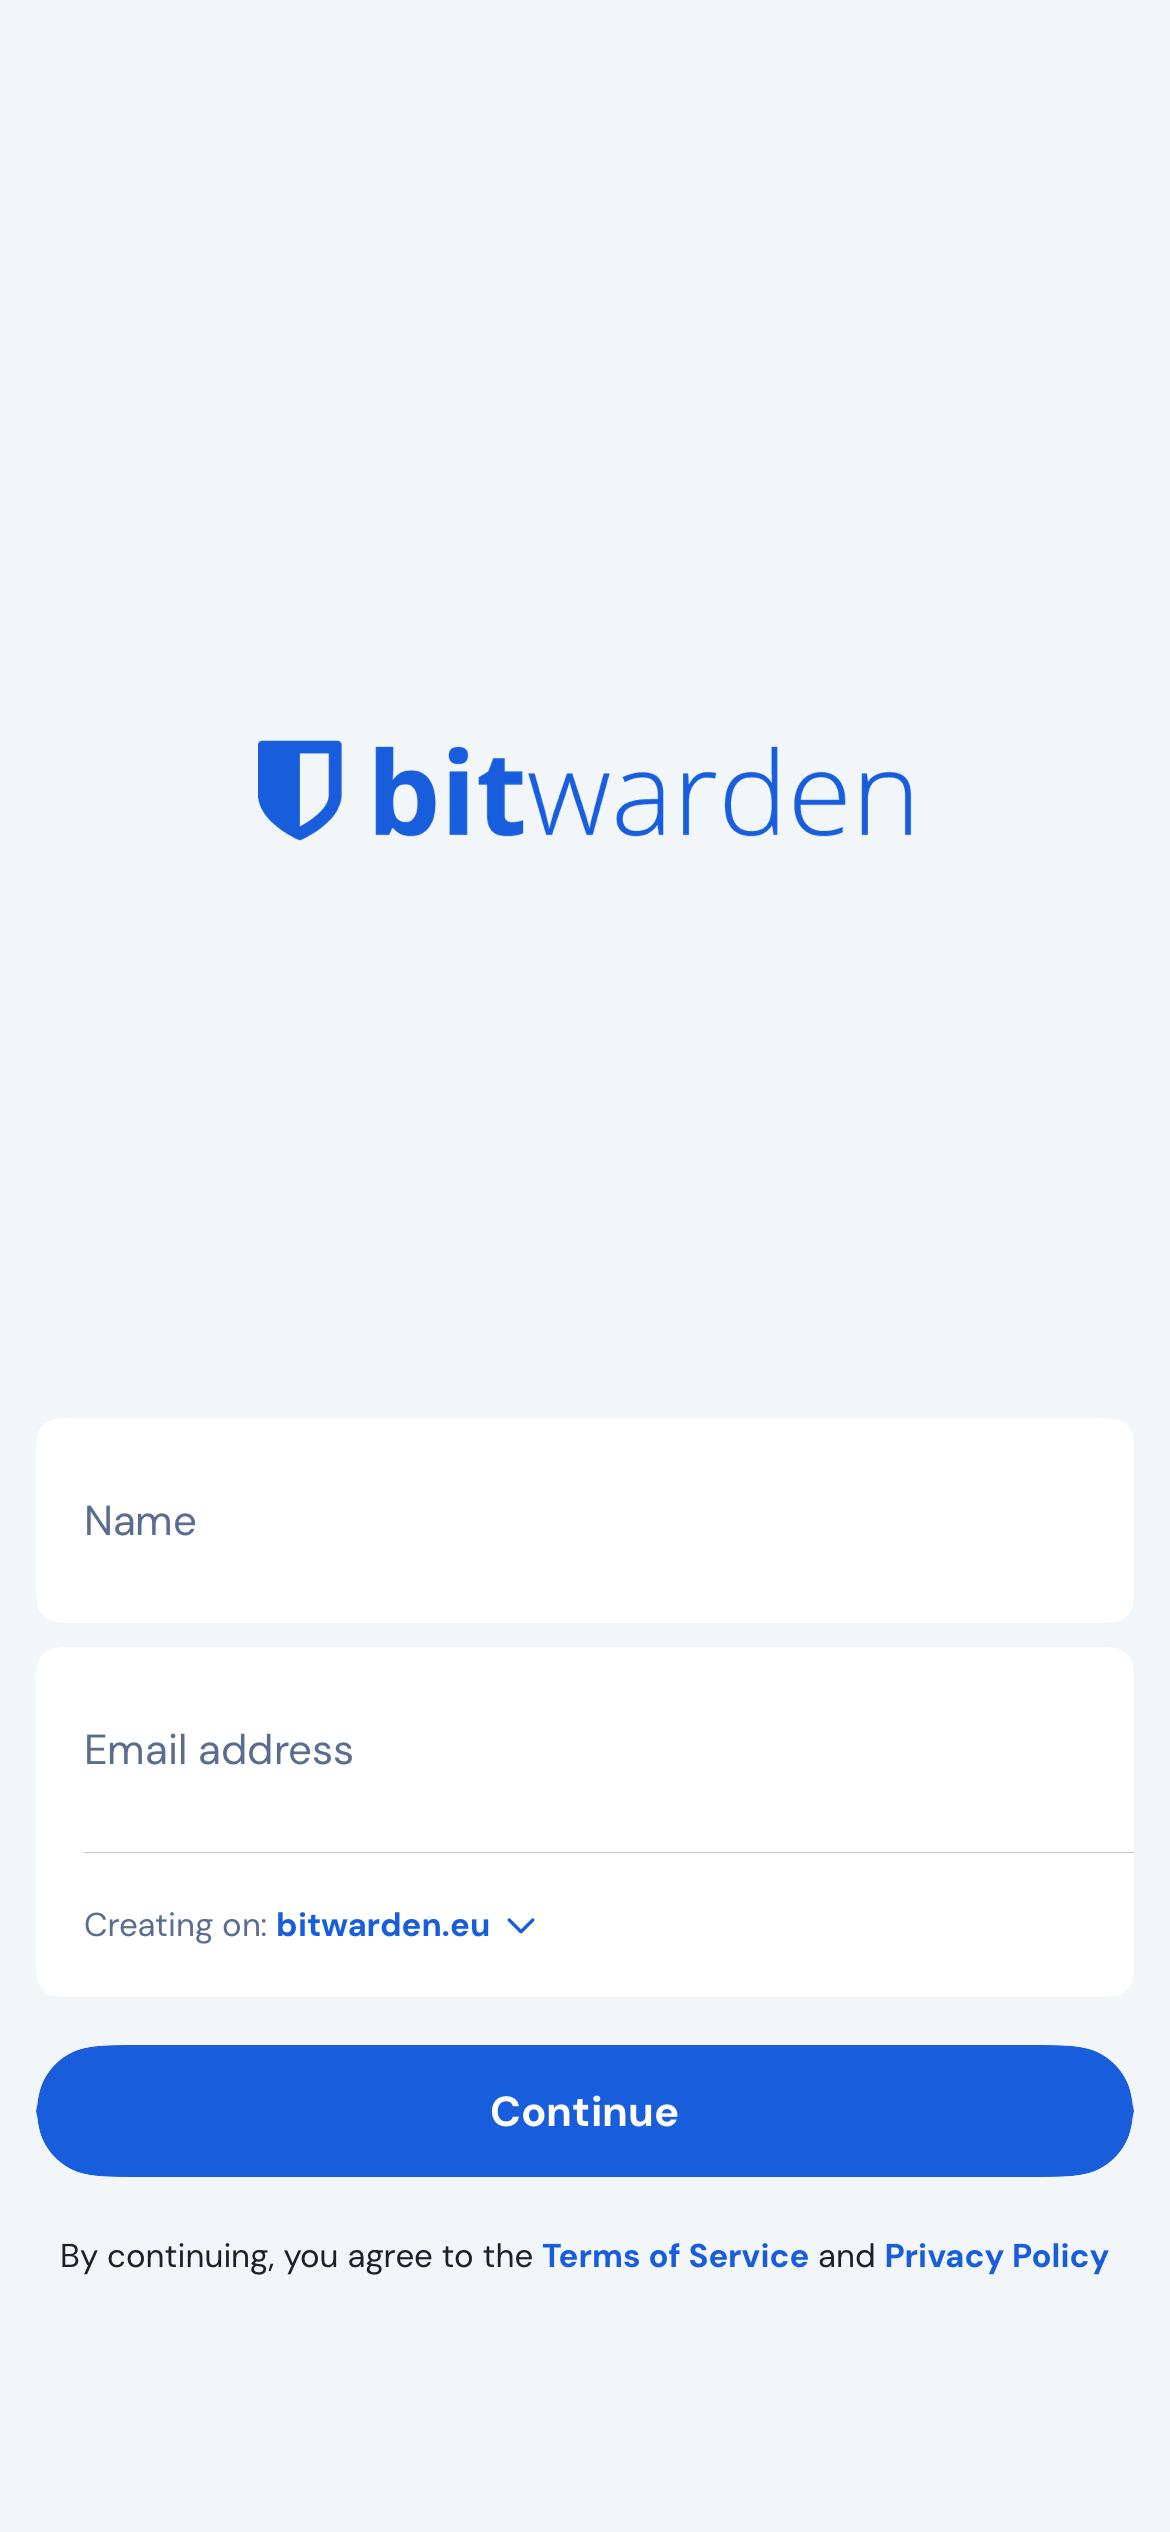 bitwarden
Name
Email address
Creating on: bitwarden.eu
Continue
By continuing, you agree to the Terms of Service and Privacy Policy